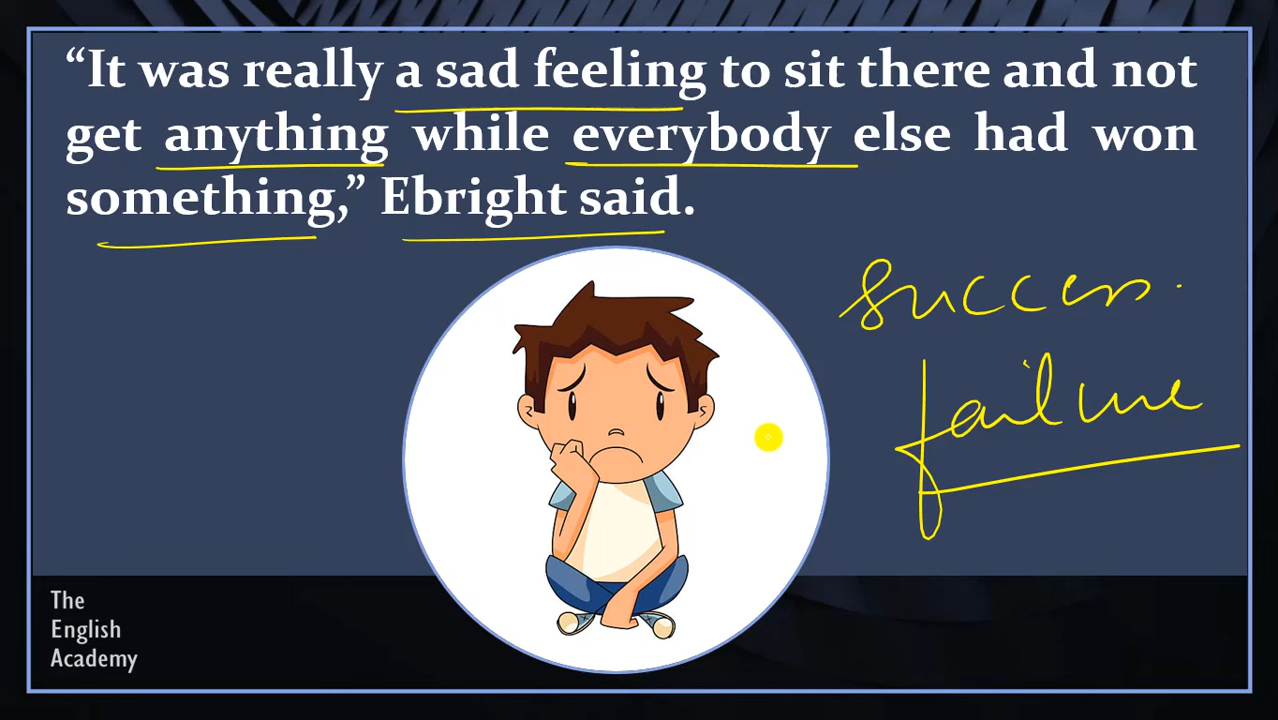 “It was really a sad feeling to sit there and not
get anything while everybody else had won
something,” Ebright said.
success.
failure
The
English
Academy